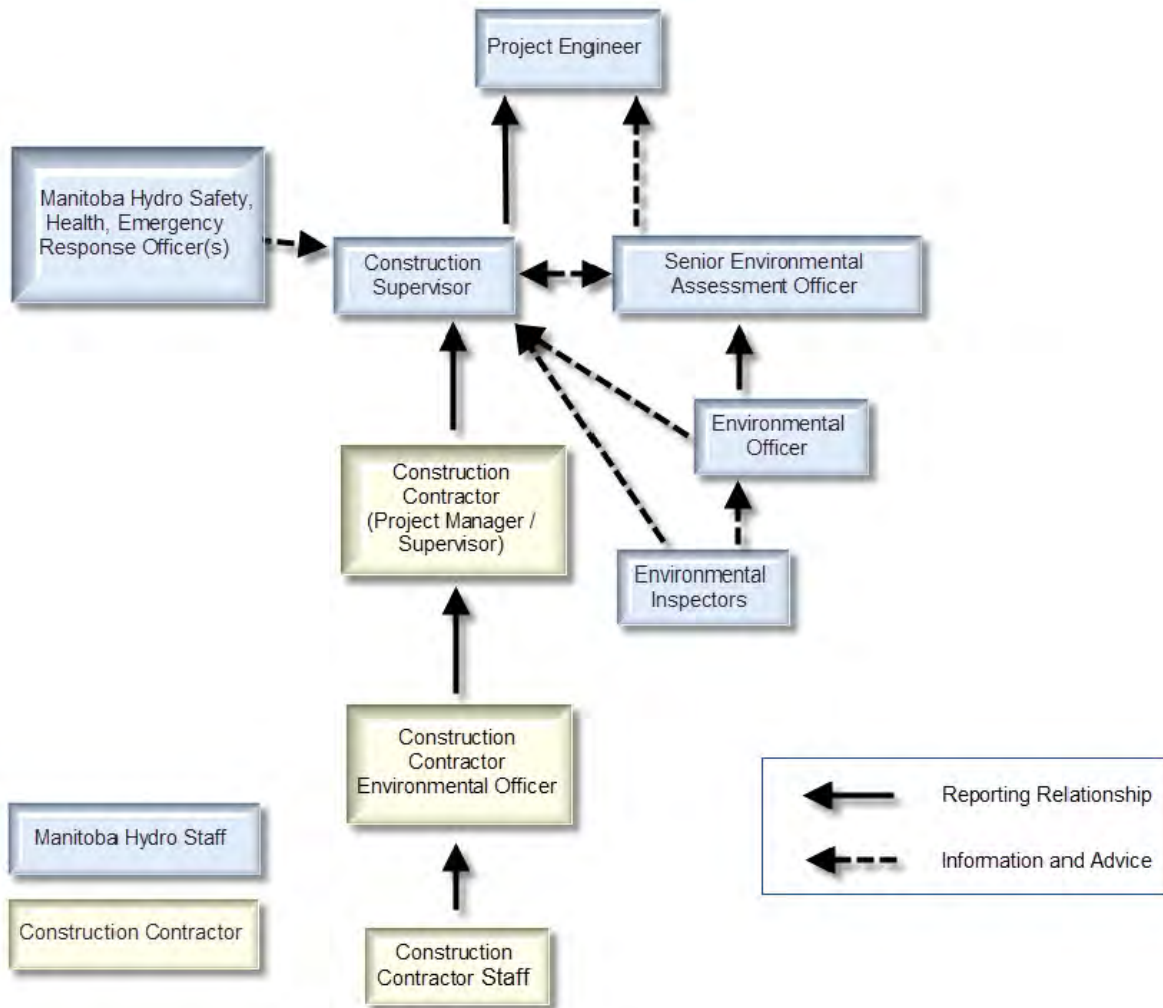 Project Engineer
Manitoba Hydro Safety,
Health, Emergency
Response Officer(s)
Construction
Supervisor
Senior Environmental
Assessment Officer
Environmental
Officer
Construction
Contractor
(Project Manager /
Supervisor)
Environmental
Inspectors
Construction
Contractor
Environmental Officer
Reporting Relationship
Information and Advice
Manitoba Hydro Staff
Construction Contractor
Construction
Contractor Staff